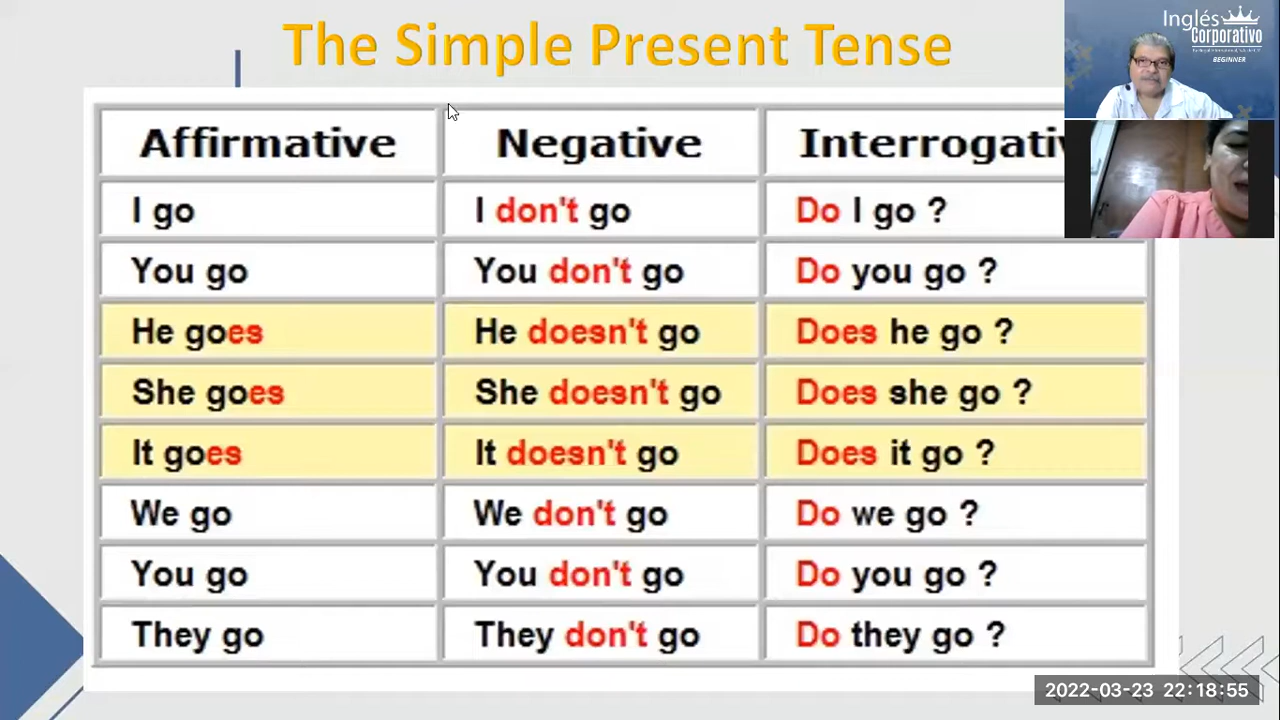 The Simple Present Tense
Inglés
Corporativo
BEGINNER
Affirmative Negative Interrogativ
I go I don't go Do I go ?
You go You don't go Do you go ?
He goes He doesn't go Does he go ?
She goes She doesn't go Does she go ?
It goes It doesn't go Does it go ?
We go We don't go Do we go ?
You go You don't go Do you go ?
They go They don't go Do they go ?
2022-03-23 22:18:55